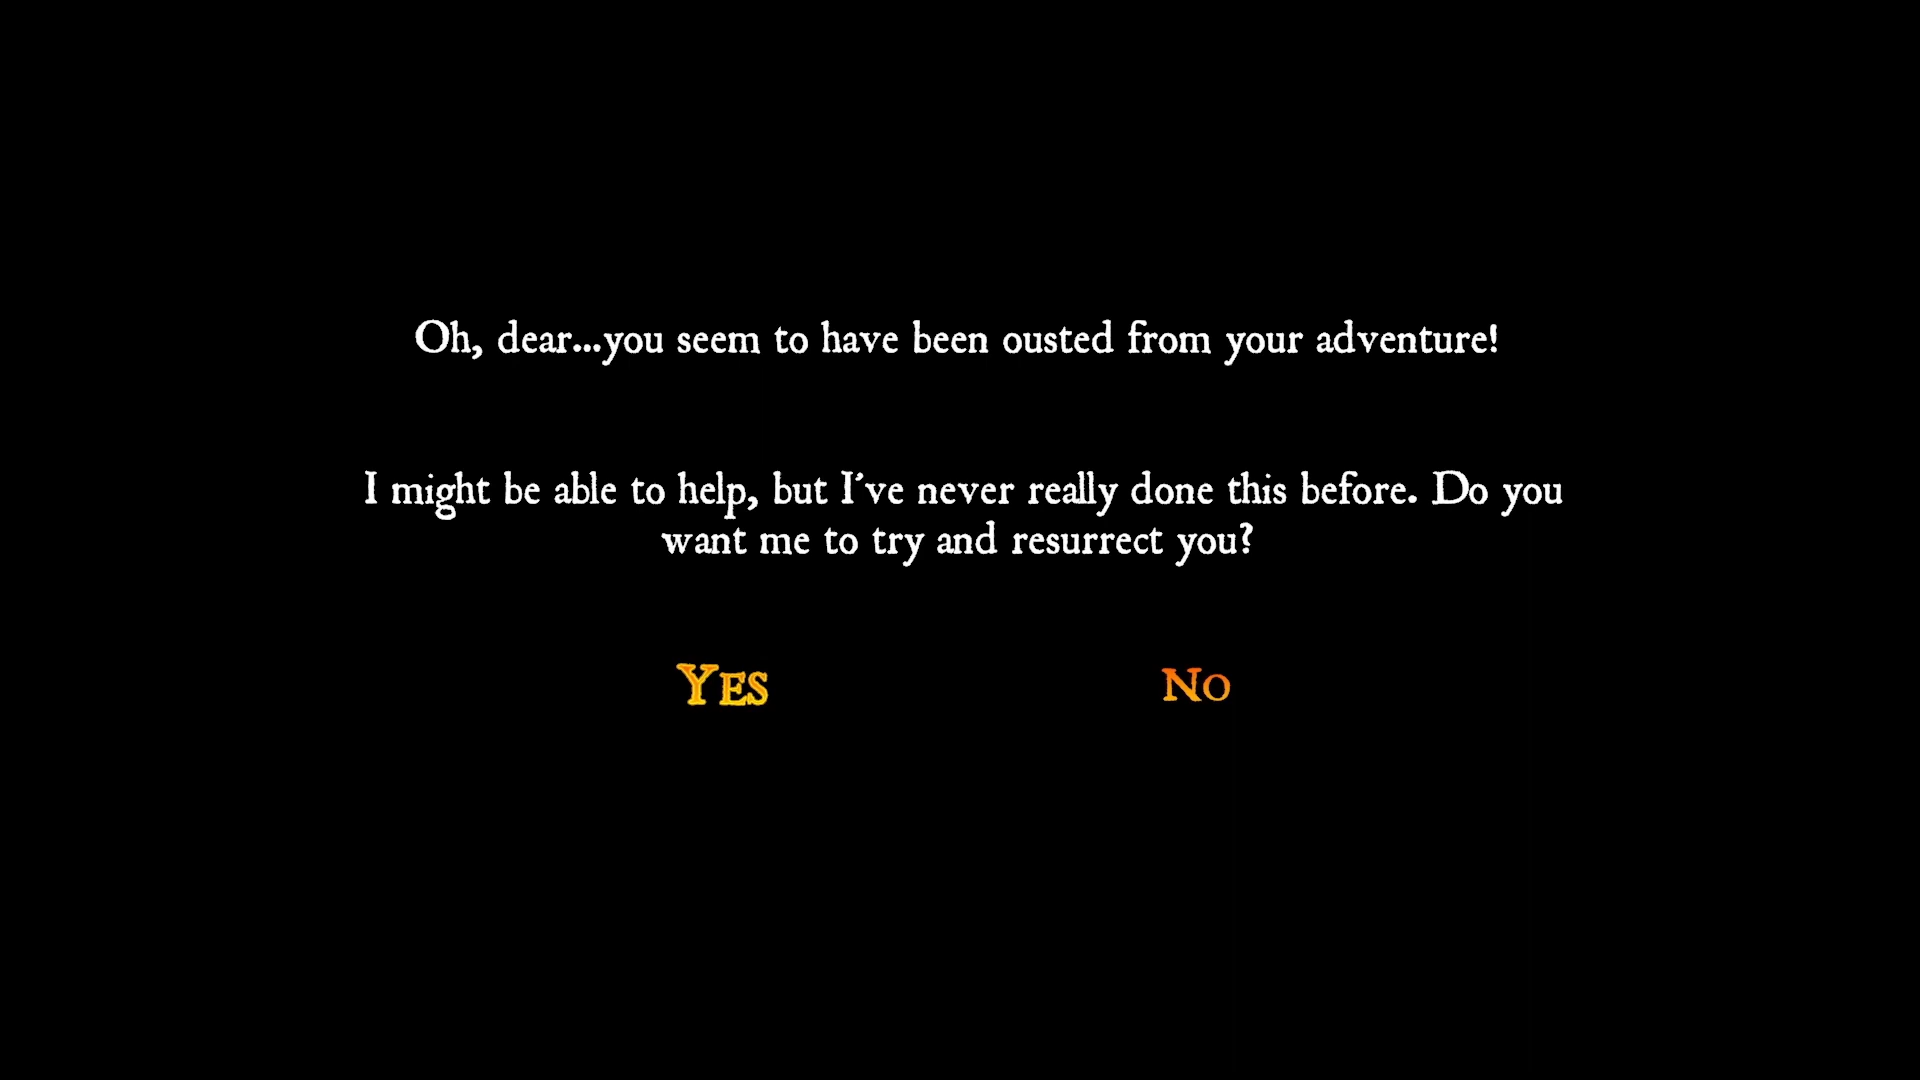 Oh, dear...you seem to have been ousted from your adventure!
I might be able to help, but I've never really done this before. Do you
want me to try and resurrect you?
Yes No